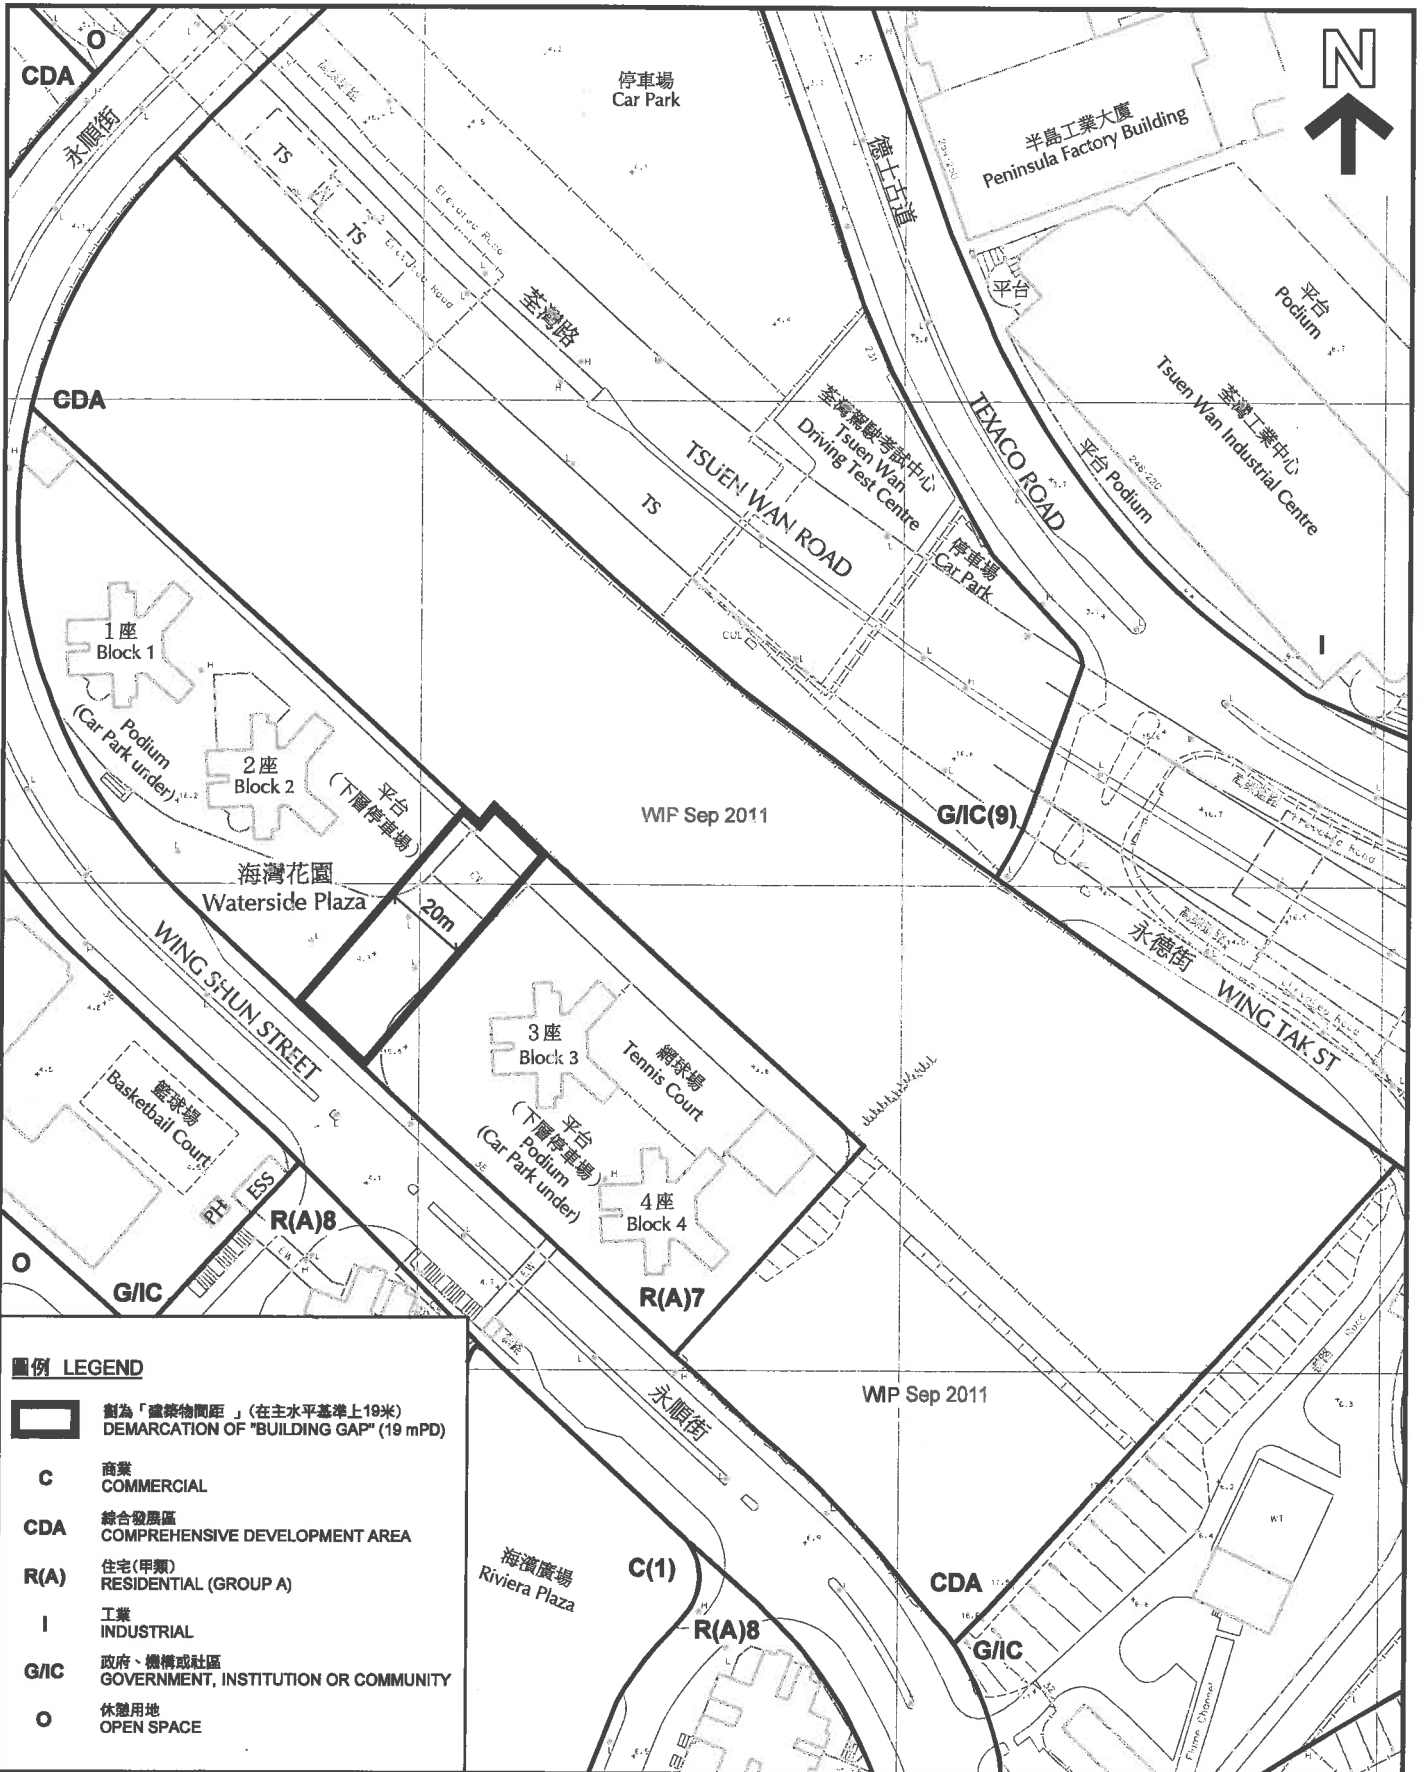 O
CDA
永順街
停車場
Car Park
N
德士古道
半島工業大廈
Peninsula Factory Building
TS
TS
Elevated Road
Elevated Road
荃灣路
平台
平台
Podium
荃灣工業中心
Tsuen Wan Industrial Centre
CDA
TSUEN WAN ROAD
TS
荃灣駕駛考試中心
Tsuen Wan
Driving Test Centre
TEXACO ROAD
平台 Podium
停車場
Car Park
CUL
I
1座
Block 1
Podium
(Car Park under)
2座
Block 2
平台
(下層停車場)
WIP Sep 2011
G/IC(9)
海灣花園
Waterside Plaza
20m
WING SHUN STREET
永德街
WING TAK ST
3座
Block 3
網球場
Tennis Court
平台
(下層停車場)
Podium
(Car Park under)
4座
Block 4
籃球場
Basketball Court
PH
ESS
R(A)8
O
G/IC
R(A)7
圖例 LEGEND
劃為「建築物間距」(在主水平基準上19米)
DEMARCATION OF "BUILDING GAP" (19 mPD)
C
商業
COMMERCIAL
CDA
綜合發展區
COMPREHENSIVE DEVELOPMENT AREA
R(A)
住宅(甲類)
RESIDENTIAL (GROUP A)
I
工業
INDUSTRIAL
G/IC
政府、機構或社區
GOVERNMENT, INSTITUTION OR COMMUNITY
O
休憩用地
OPEN SPACE
永順街
WIP Sep 2011
海濱廣場
Riviera Plaza
C(1)
R(A)8
CDA
G/IC
WT
Flume Channel